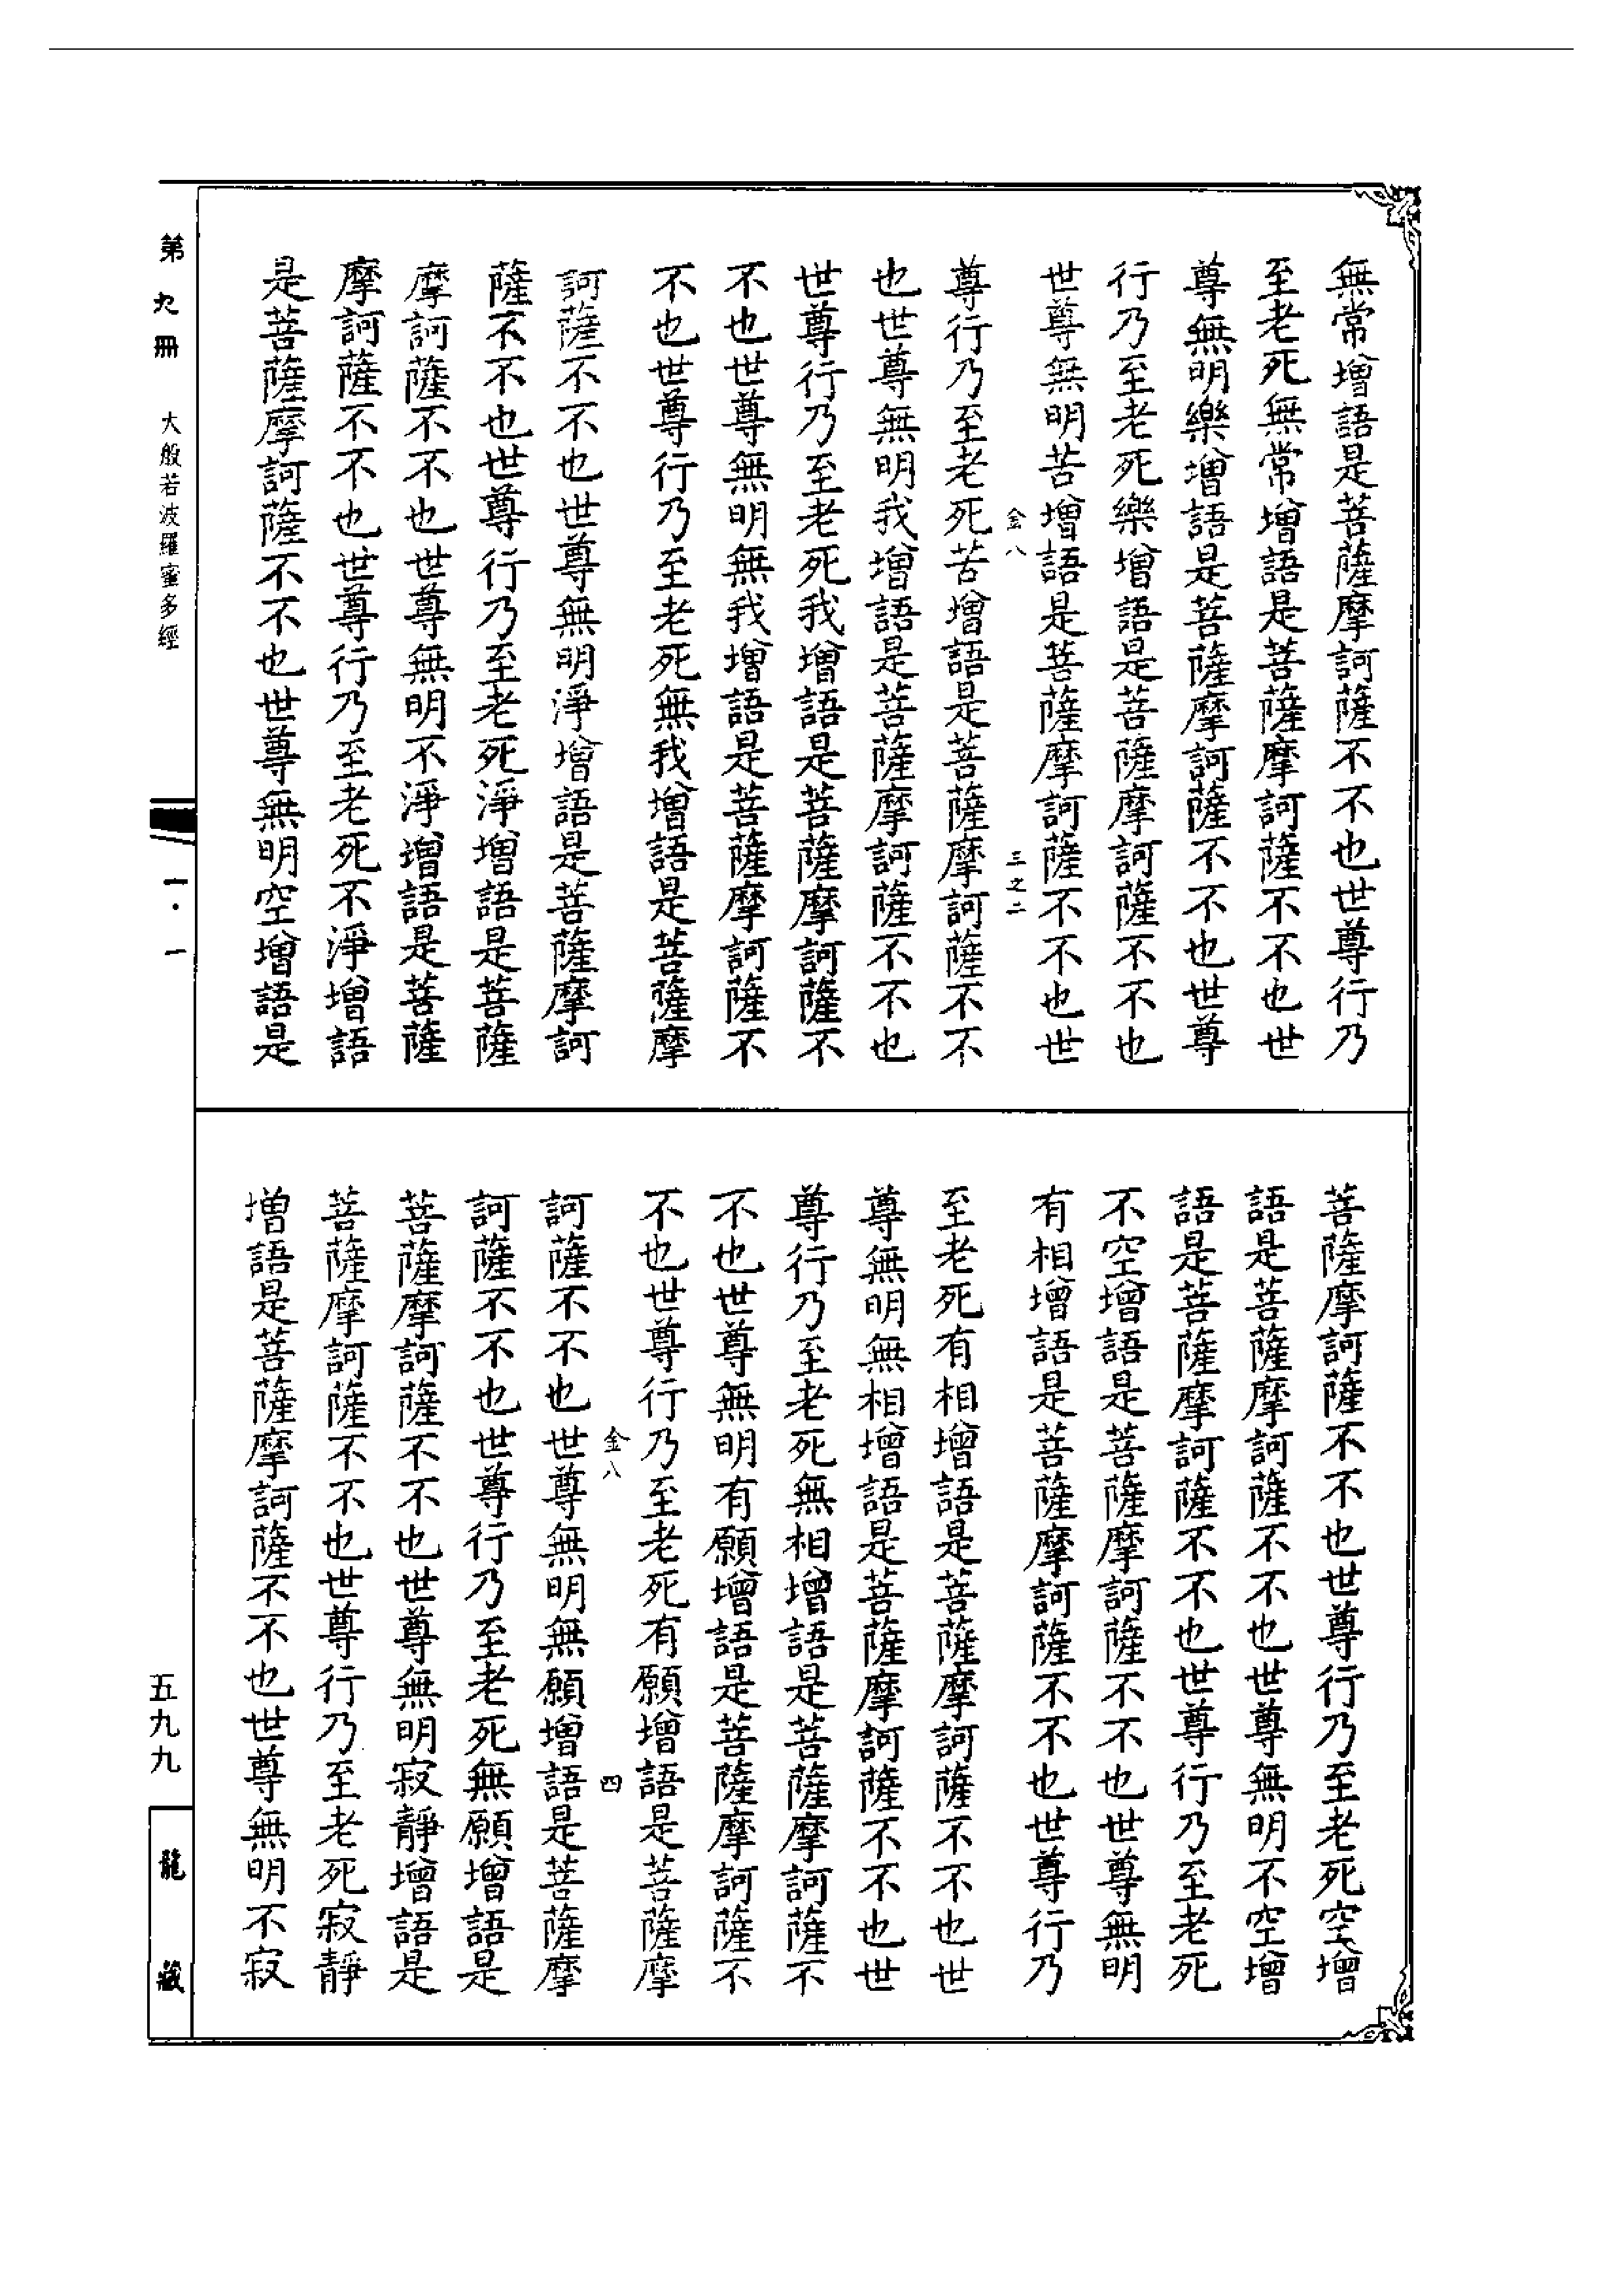 無常增語是菩薩摩訶薩不不也世尊行乃
至老死無常增語是菩薩摩訶薩不不也世
尊無明樂增語是菩薩摩訶薩不不也世尊
行乃至老死樂增語是菩薩摩訶薩不不也
世尊無明苦增語是菩薩摩訶薩不不也世
金八 三之二
尊行乃至老死苦增語是菩薩摩訶薩不不
也世尊無明我增語是菩薩摩訶薩不不也
世尊行乃至老死我增語是菩薩摩訶薩不
不也世尊無明無我增語是菩薩摩訶薩不
不也世尊行乃至老死無我增語是菩薩摩
訶薩不不也世尊無明淨增語是菩薩摩訶
薩不不也世尊行乃至老死淨增語是菩薩
摩訶薩不不也世尊無明不淨增語是菩薩
摩訶薩不不也世尊行乃至老死不淨增語
是菩薩摩訶薩不不也世尊無明空增語是
菩薩摩訶薩不不也世尊行乃至老死空增
語是菩薩摩訶薩不不也世尊無明不空增
語是菩薩摩訶薩不不也世尊行乃至老死
不空增語是菩薩摩訶薩不不也世尊無明
有相增語是菩薩摩訶薩不不也世尊行乃
至老死有相增語是菩薩摩訶薩不不也世
尊無明無相增語是菩薩摩訶薩不不也世
尊行乃至老死無相增語是菩薩摩訶薩不
不也世尊無明有願增語是菩薩摩訶薩不
不也世尊行乃至老死有願增語是菩薩摩
金八 四
訶薩不不也世尊無明無願增語是菩薩摩
訶薩不不也世尊行乃至老死無願增語是
菩薩摩訶薩不不也世尊無明寂靜增語是
菩薩摩訶薩不不也世尊行乃至老死寂靜
增語是菩薩摩訶薩不不也世尊無明不寂
第九冊 大般若波羅蜜多經 一·一 五九九 龍藏